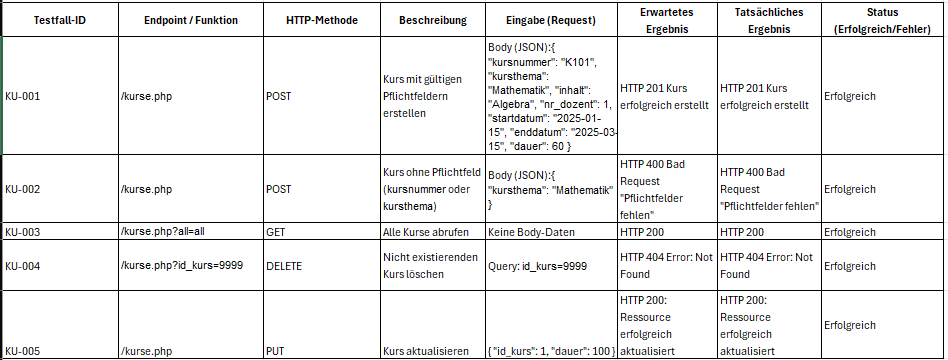 Testfall-ID Endpoint / Funktion HTTP-Methode Beschreibung Eingabe (Request) Erwartetes Ergebnis Tatsächliches Ergebnis Status (Erfolgreich/Fehler)
KU-001
/kurse.php
POST
Kurs mit gültigen
Pflichtfeldern
erstellen
Body (JSON):{
"kursnummer": "K101",
"kursthema":
"Mathematik", "inhalt":
"Algebra", "nr_dozent": 1,
"startdatum": "2025-01-
15", "enddatum": "2025-03-
15", "dauer": 60 }
HTTP 201 Kurs
erfolgreich erstellt
HTTP 201 Kurs
erfolgreich erstellt
Erfolgreich
KU-002
/kurse.php
POST
Kurs ohne Pflichtfeld
(kursnummer oder
kursthema)
Body (JSON):{
"kursthema": "Mathematik"
}
HTTP 400 Bad
Request
"Pflichtfelder
fehlen"
HTTP 400 Bad
Request
"Pflichtfelder fehlen"
Erfolgreich
KU-003
/kurse.php?all=all
GET
Alle Kurse abrufen
Keine Body-Daten
HTTP 200
HTTP 200
Erfolgreich
KU-004
/kurse.php?id_kurs=9999
DELETE
Nicht existierenden
Kurs löschen
Query: id_kurs=9999
HTTP 404 Error: Not
Found
HTTP 404 Error: Not
Found
Erfolgreich
KU-005
/kurse.php
PUT
Kurs aktualisieren
{ "id_kurs": 1, "dauer": 100 }
HTTP 200:
Ressource
erfolgreich
aktualisiert
HTTP 200:
Ressource
erfolgreich
aktualisiert
Erfolgreich